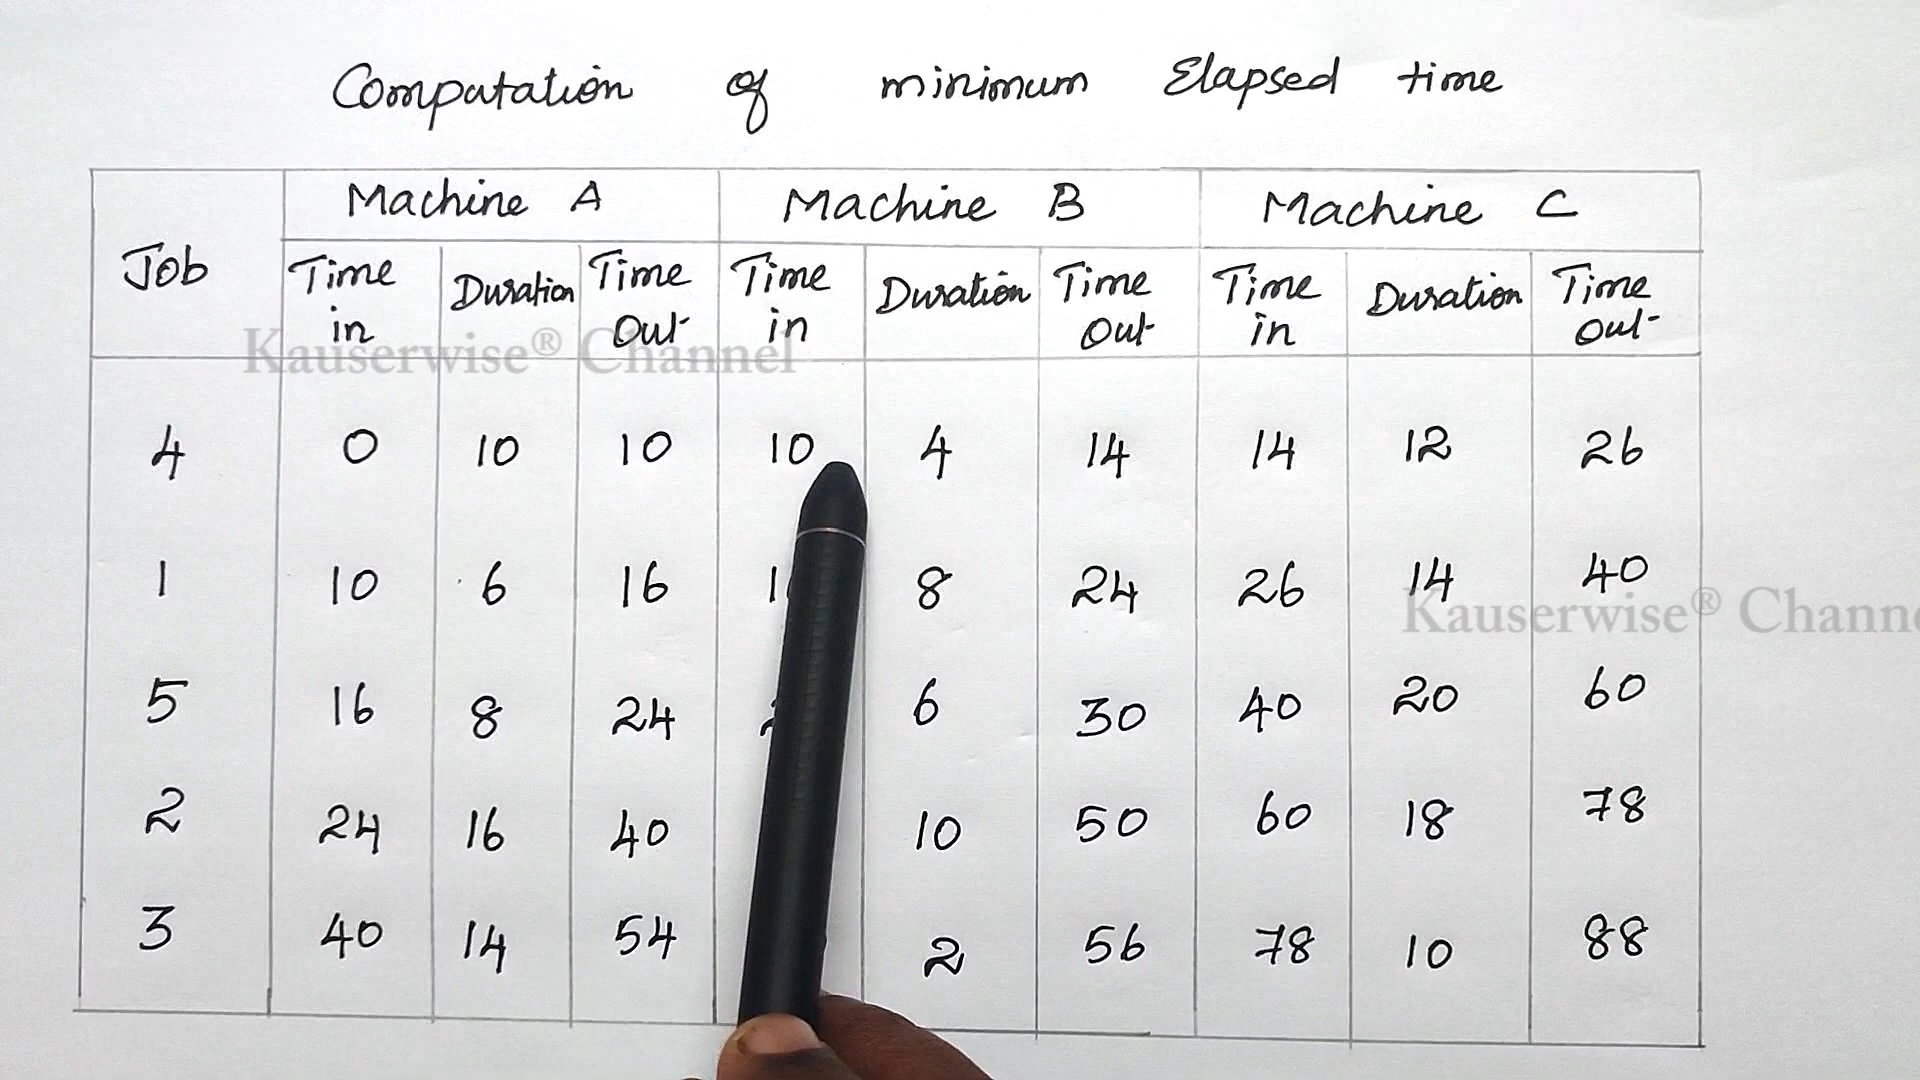 Computation of minimum Elapsed time
Machine A Machine B Machine C
Job Time in Duration Time Out Time in Duration Time Out Time in Duration Time out
Kauserwise® Channel
4 0 10 10 10 4 14 14 12 26
1 10 6 16 8 24 26 14 40
Kauserwise® Chann
5 16 8 24 6 30 40 20 60
2 24 16 40 10 50 60 18 78
3 40 14 54 2 56 78 10 88